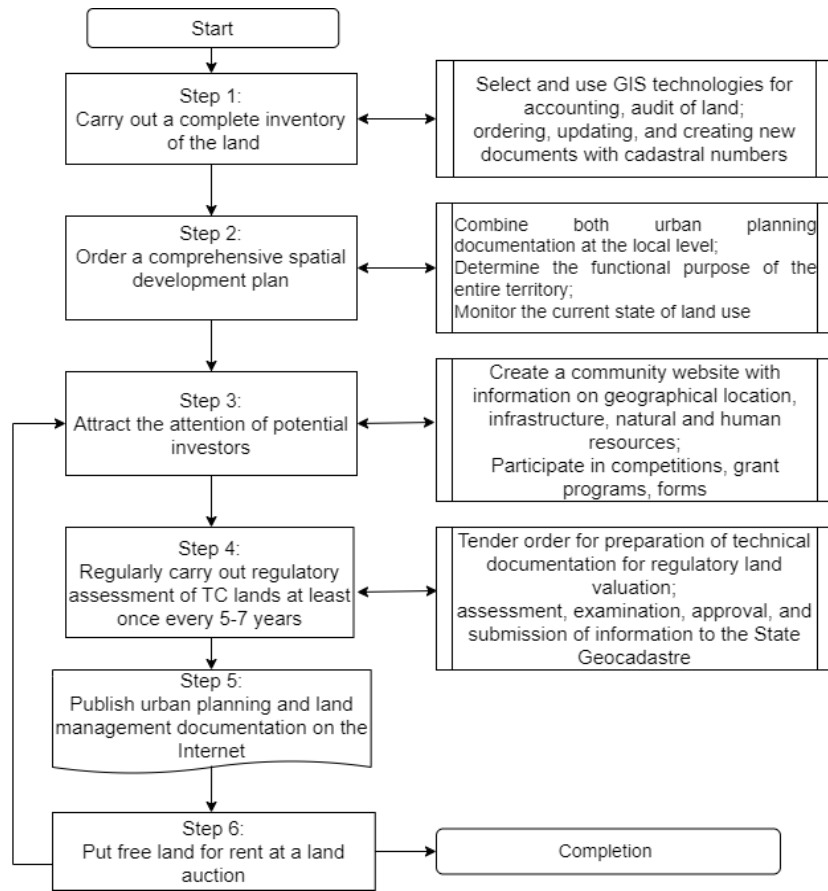 Start
Step 1:
Carry out a complete inventory
of the land
Select and use GIS technologies for
accounting, audit of land;
ordering, updating, and creating new
documents with cadastral numbers
Step 2:
Order a comprehensive spatial
development plan
Combine both urban planning
documentation at the local level;
Determine the functional purpose of the
entire territory;
Monitor the current state of land use
Step 3:
Attract the attention of potential
investors
Create a community website with
information on geographical location,
infrastructure, natural and human
resources;
Participate in competitions, grant
programs, forms
Step 4:
Regularly carry out regulatory
assessment of TC lands at least
once every 5-7 years
Tender order for preparation of technical
documentation for regulatory land
valuation;
assessment, examination, approval, and
submission of information to the State
Geocadastre
Step 5:
Publish urban planning and land
management documentation on the
Internet
Step 6:
Put free land for rent at a land
auction
Completion